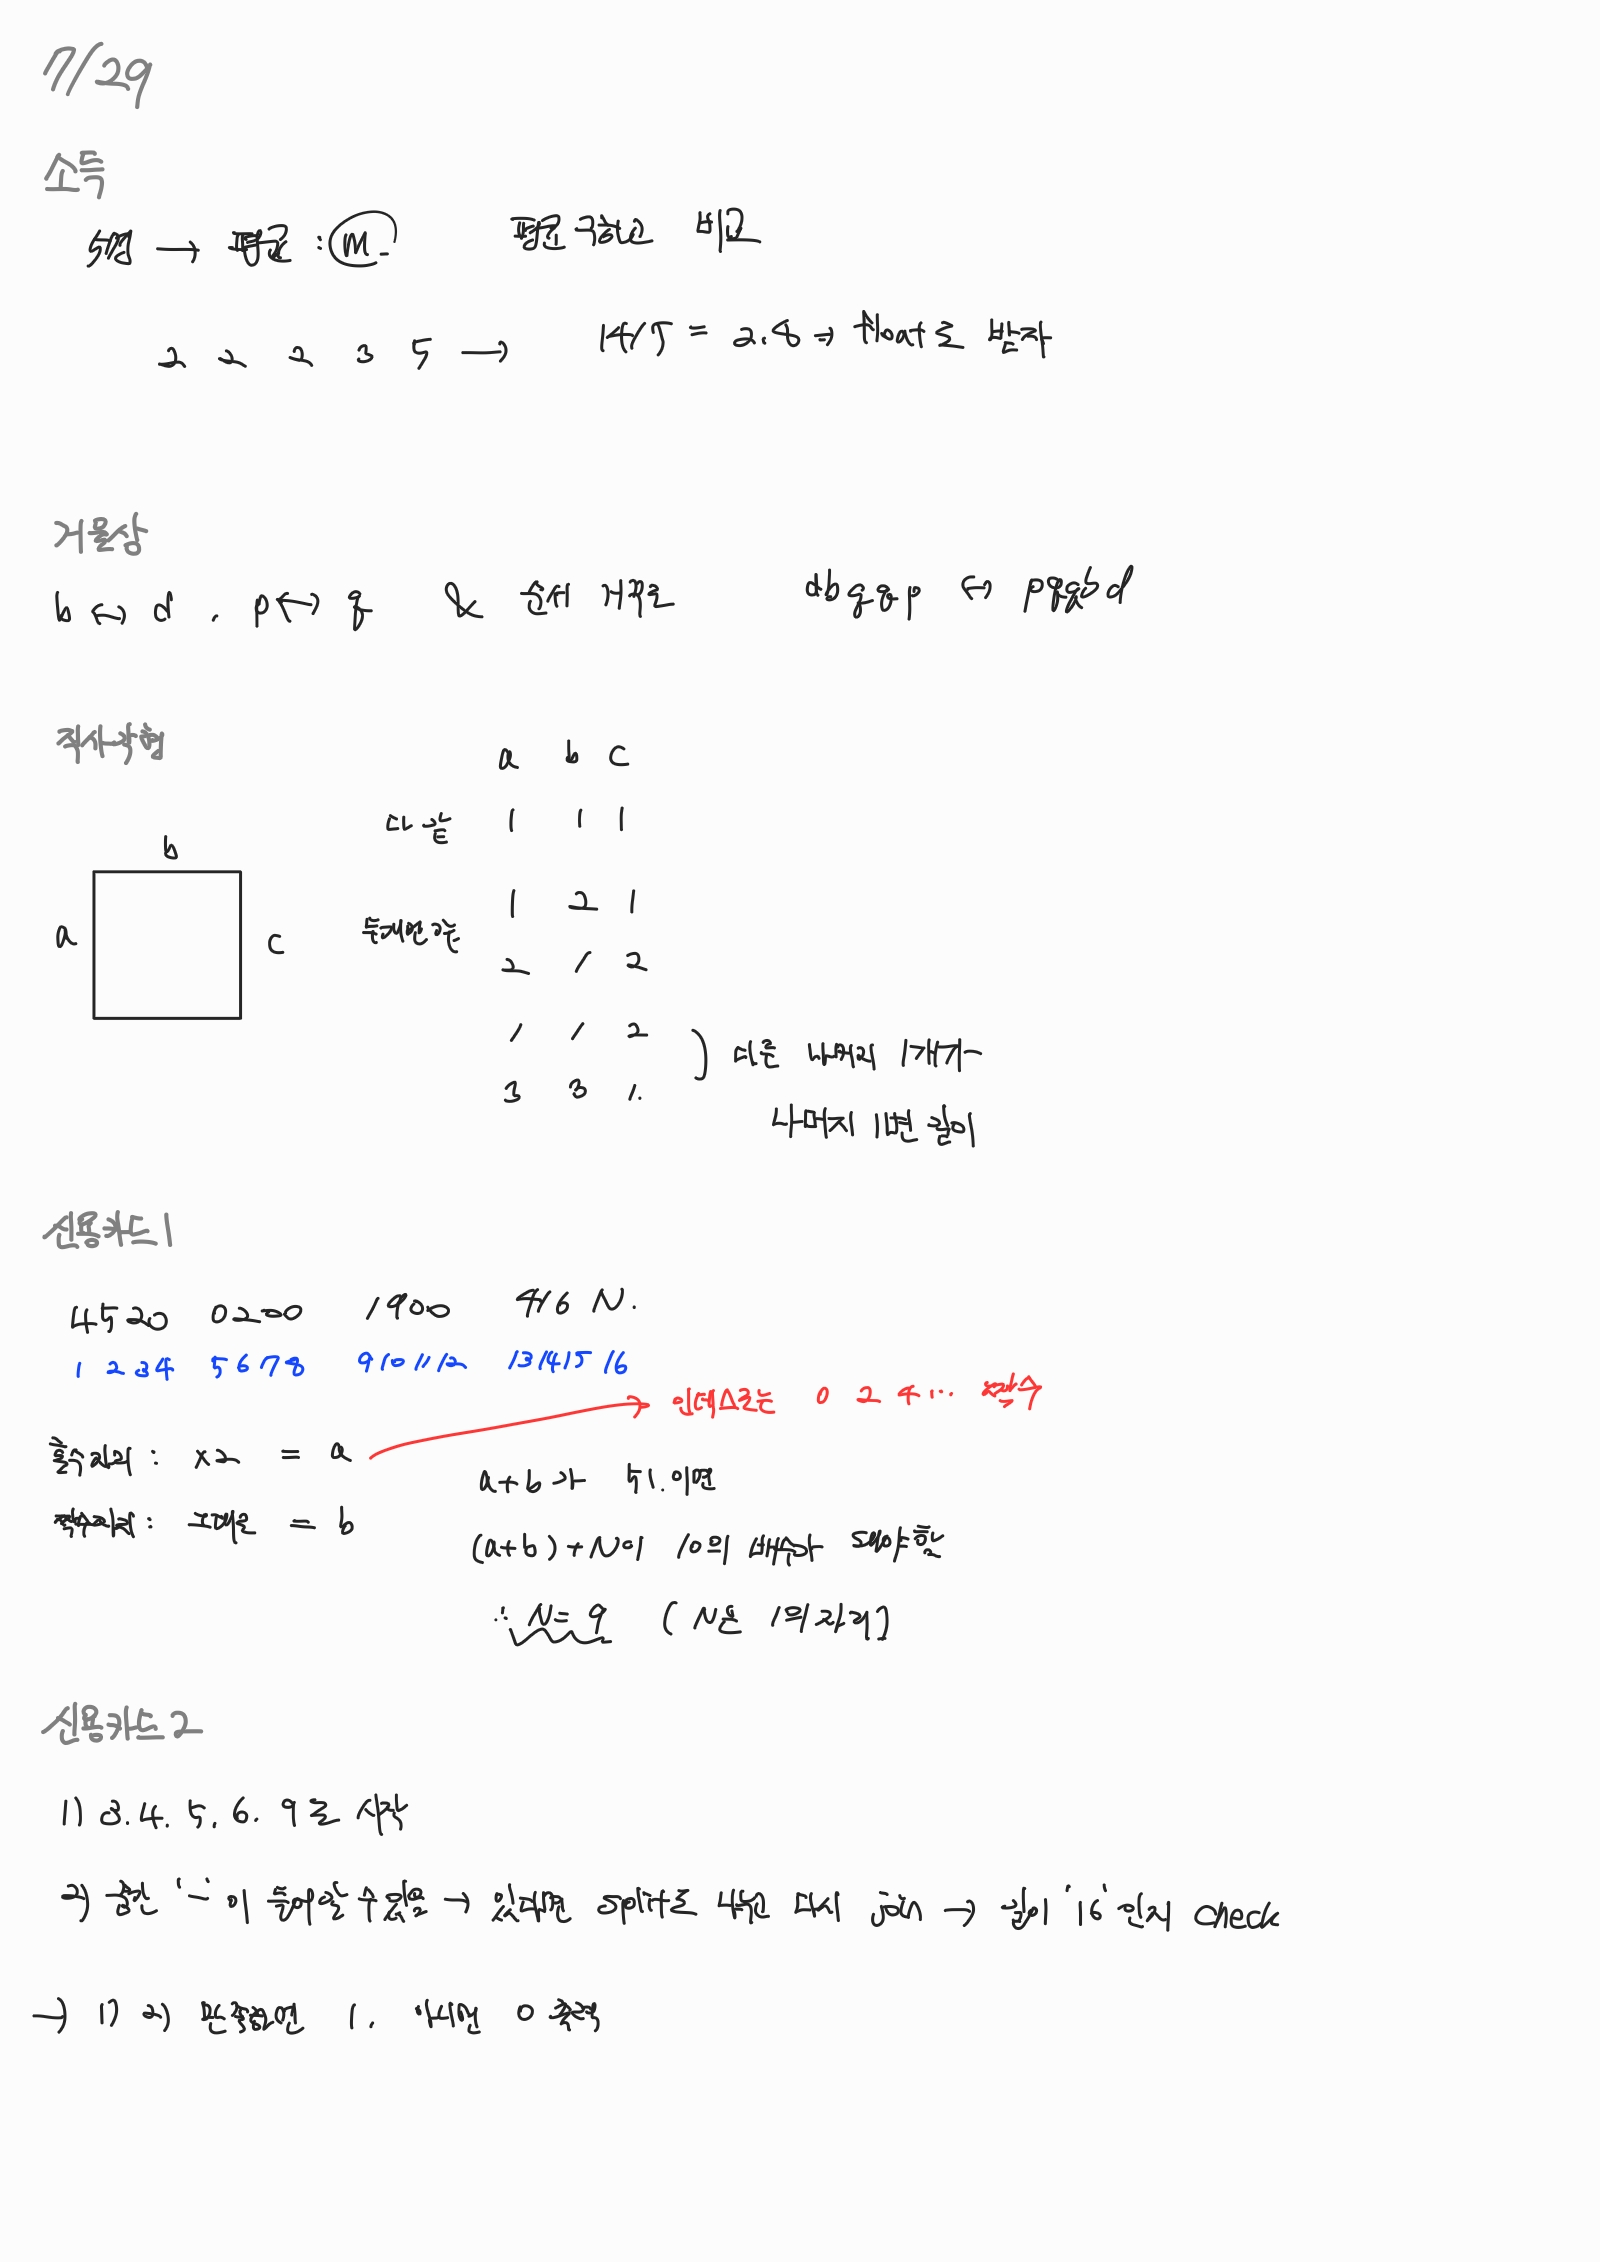 7/29
소득
5명 → 평균 : m. 평균 구하고 비교
2 2 2 3 5 → 14/5 = 2.8 → float로 받자
거울상
b ↔ d , p ↔ q & 순서 거꾸로 dbqqp ↔ pqqbd
직사각형
a b c
b
다 같 1 1 1
1 2 1
a c 두개만 같은
2 1 2
1 1 2
다른 나머지 1개가
3 3 1.
나머지 1변 길이
신용카드 1
4520 0200 1900 416 N.
1 2 3 4 5 6 7 8 9 10 11 12 13 14 15 16
인데스로는 0 2 4 ... 짝수
홀수자리 : x2 = a
a+b가 51.이면
짝수자리 : 그대로 = b
(a+b)+N이 10의 배수가 돼야함
∴ N = 9 ( N은 1의 자리)
신용카드 2
1) 3. 4. 5. 6. 9로 시작
2) 중간 '-'이 들어갈 수 있음 → 있다면 split로 나눈 다시 join → 길이 '16'인지 check
→ 1) 2) 만족하면 1, 아니면 0 출력